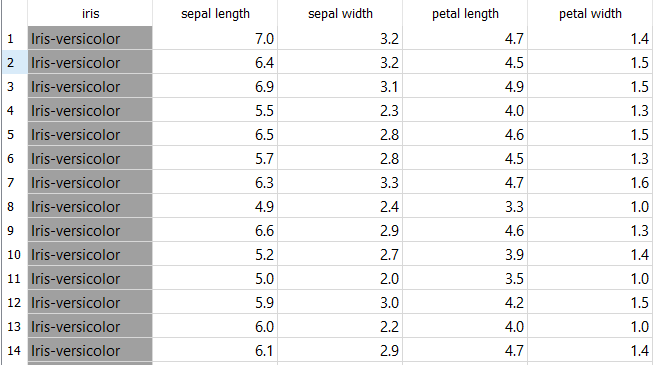 iris sepal length sepal width petal length petal width
1 Iris-versicolor 7.0 3.2 4.7 1.4
2 Iris-versicolor 6.4 3.2 4.5 1.5
3 Iris-versicolor 6.9 3.1 4.9 1.5
4 Iris-versicolor 5.5 2.3 4.0 1.3
5 Iris-versicolor 6.5 2.8 4.6 1.5
6 Iris-versicolor 5.7 2.8 4.5 1.3
7 Iris-versicolor 6.3 3.3 4.7 1.6
8 Iris-versicolor 4.9 2.4 3.3 1.0
9 Iris-versicolor 6.6 2.9 4.6 1.3
10 Iris-versicolor 5.2 2.7 3.9 1.4
11 Iris-versicolor 5.0 2.0 3.5 1.0
12 Iris-versicolor 5.9 3.0 4.2 1.5
13 Iris-versicolor 6.0 2.2 4.0 1.0
14 Iris-versicolor 6.1 2.9 4.7 1.4